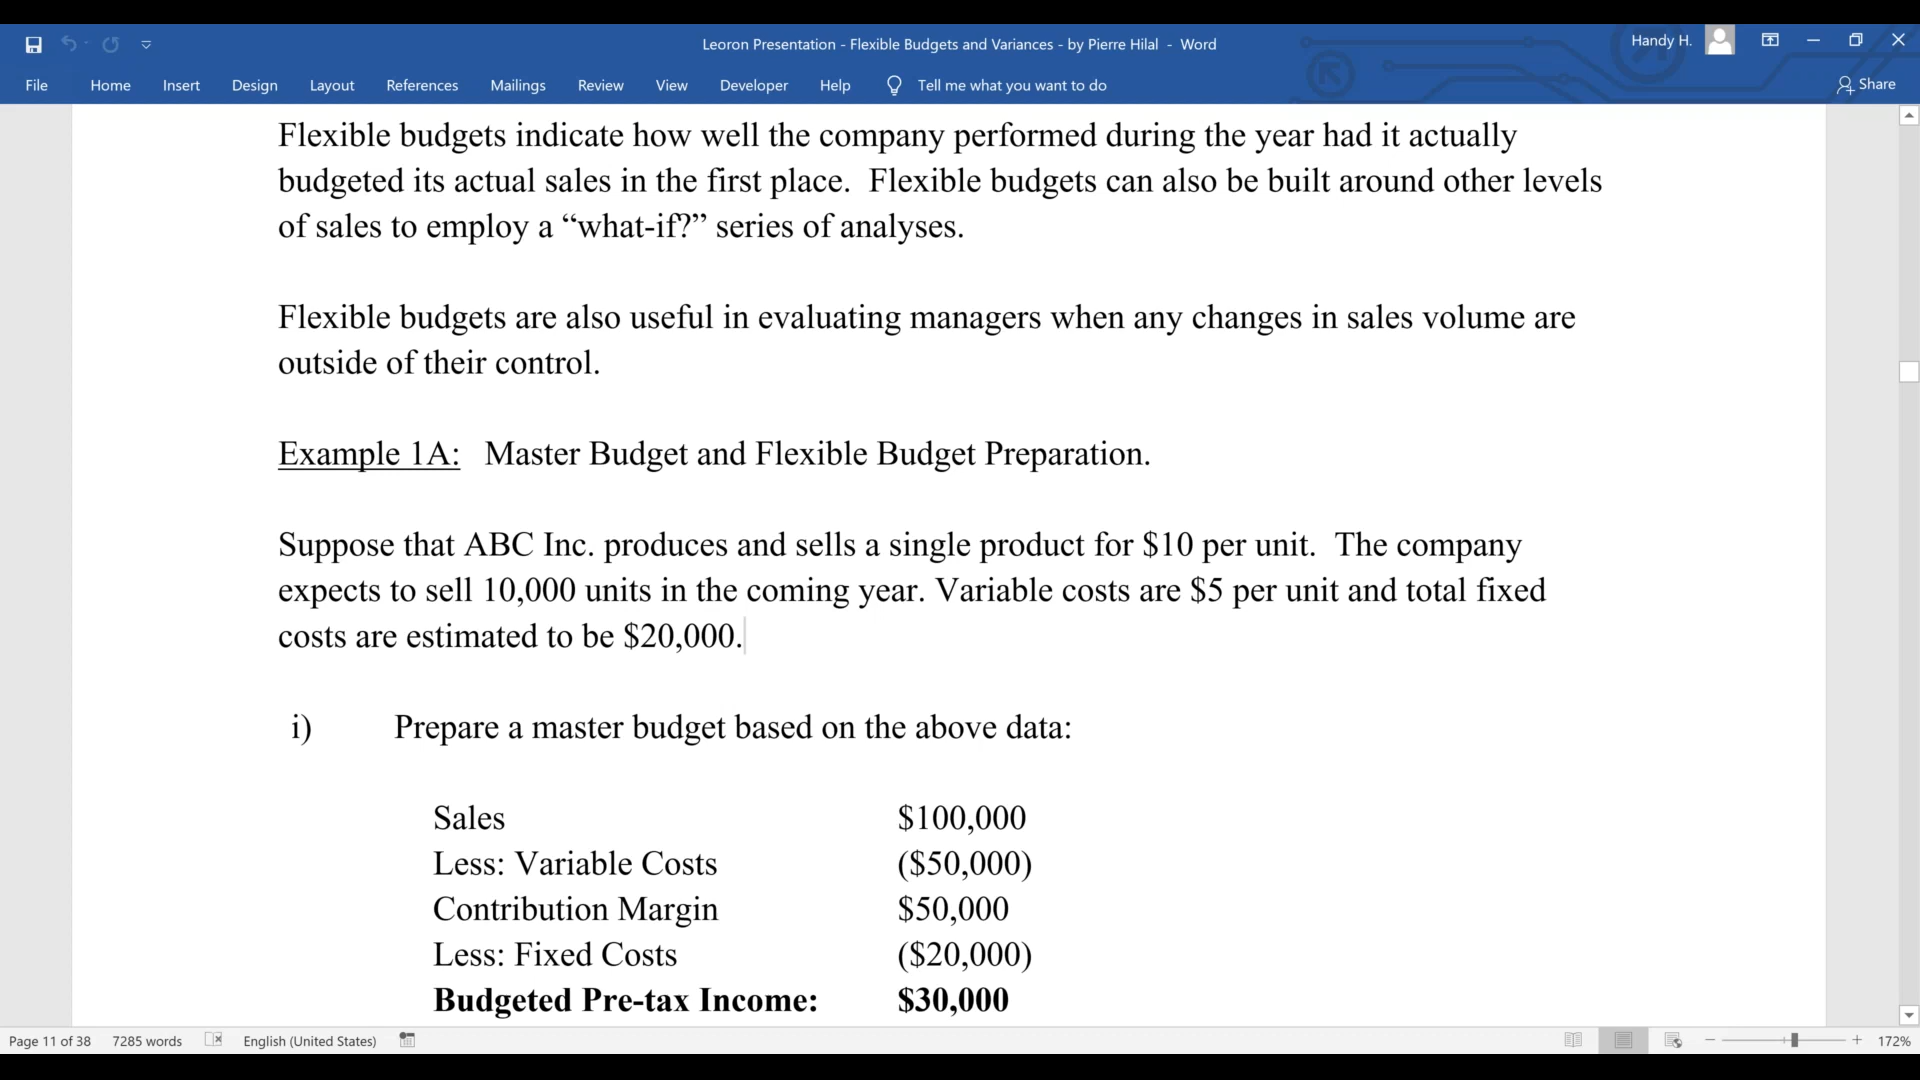 Leoron Presentation - Flexible Budgets and Variances - by Pierre Hilal - Word
Handy H.
File Home Insert Design Layout References Mailings Review View Developer Help Tell me what you want to do Share
Flexible budgets indicate how well the company performed during the year had it actually
budgeted its actual sales in the first place. Flexible budgets can also be built around other levels
of sales to employ a “what-if?” series of analyses.
Flexible budgets are also useful in evaluating managers when any changes in sales volume are
outside of their control.
Example 1A: Master Budget and Flexible Budget Preparation.
Suppose that ABC Inc. produces and sells a single product for $10 per unit. The company
expects to sell 10,000 units in the coming year. Variable costs are $5 per unit and total fixed
costs are estimated to be $20,000.
i) Prepare a master budget based on the above data:
Sales $100,000
Less: Variable Costs ($50,000)
Contribution Margin $50,000
Less: Fixed Costs ($20,000)
Budgeted Pre-tax Income: $30,000
Page 11 of 38 7285 words English (United States) 172%